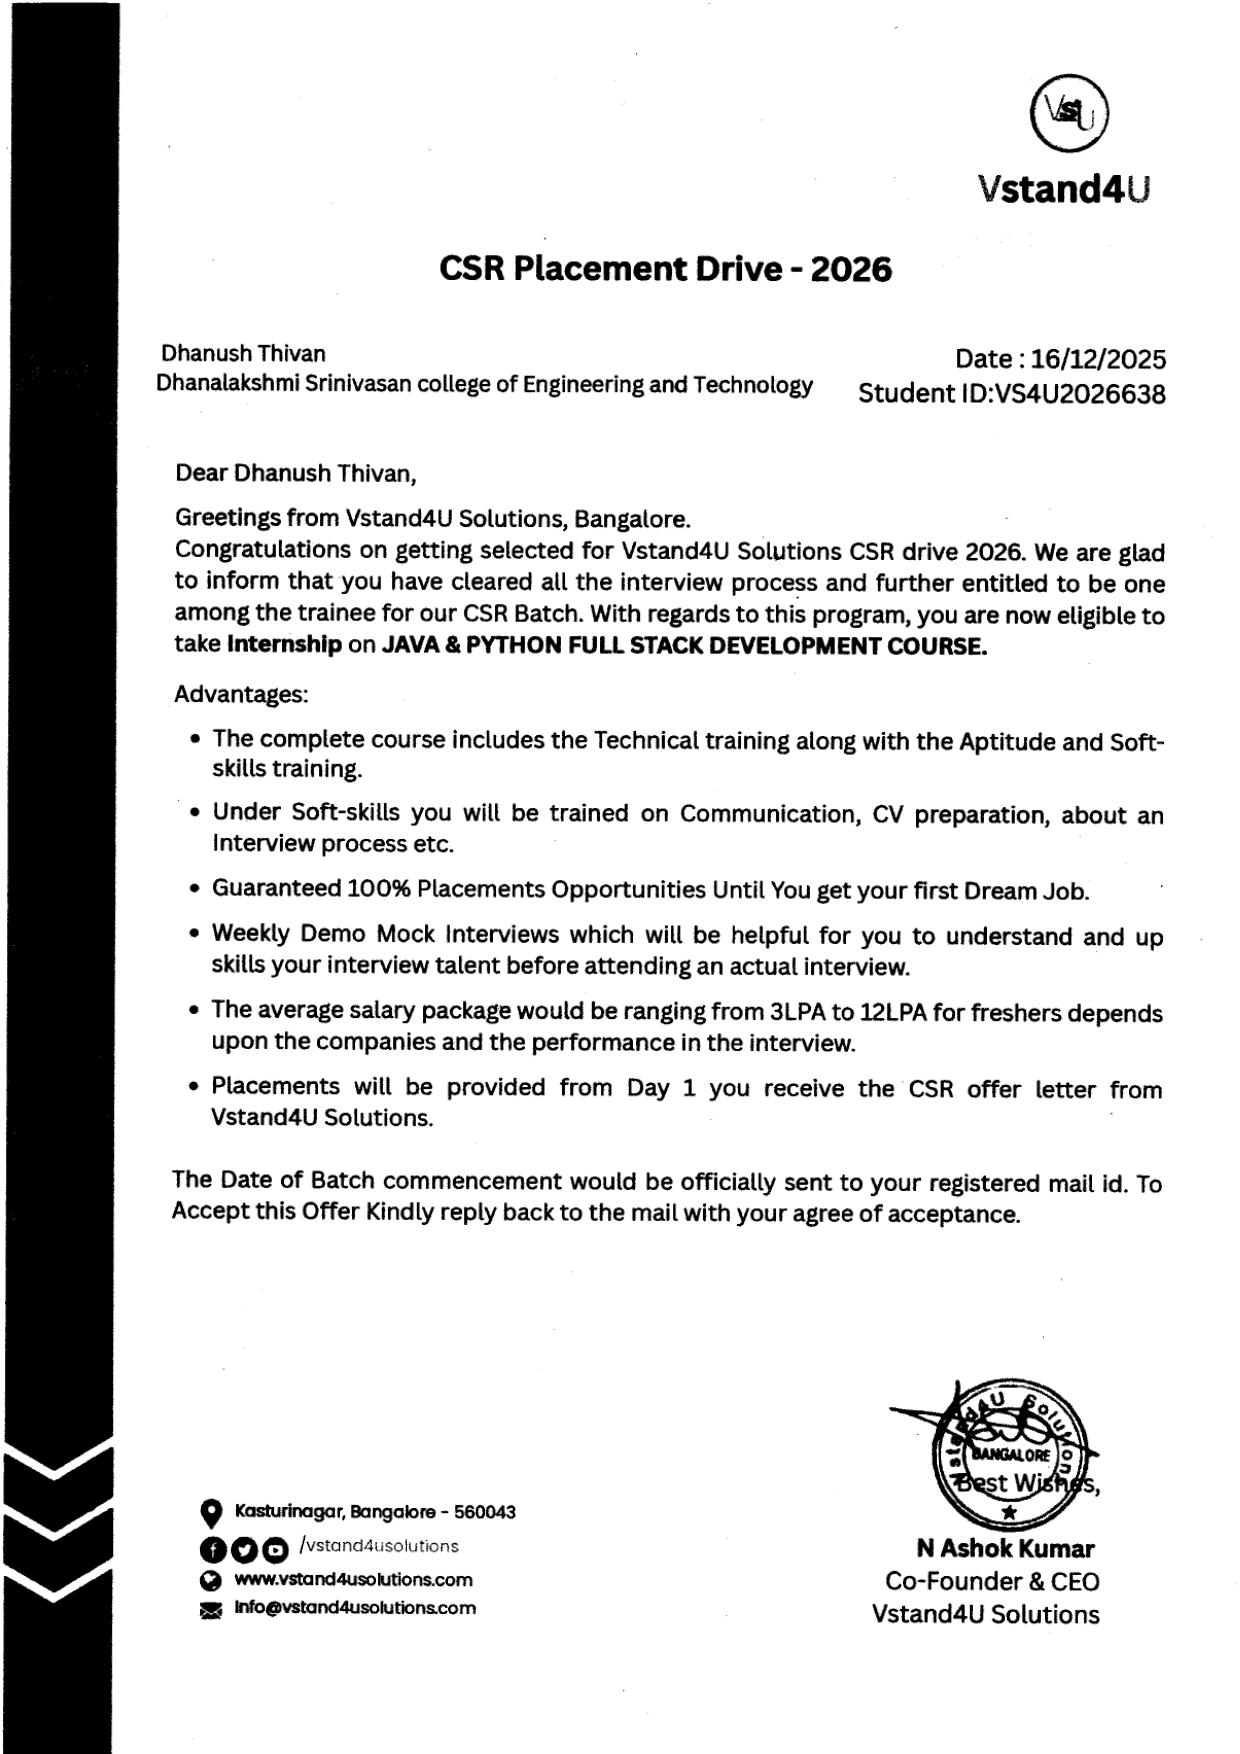 VstU
Vstand4U
CSR Placement Drive - 2026
Dhanush Thivan
Dhanalakshmi Srinivasan college of Engineering and Technology
Date : 16/12/2025
Student ID:VS4U2026638
Dear Dhanush Thivan,
Greetings from Vstand4U Solutions, Bangalore.
Congratulations on getting selected for Vstand4U Solutions CSR drive 2026. We are glad
to inform that you have cleared all the interview process and further entitled to be one
among the trainee for our CSR Batch. With regards to this program, you are now eligible to
take Internship on JAVA & PYTHON FULL STACK DEVELOPMENT COURSE.
Advantages:
• The complete course includes the Technical training along with the Aptitude and Soft-
skills training.
• Under Soft-skills you will be trained on Communication, CV preparation, about an
Interview process etc.
• Guaranteed 100% Placements Opportunities Until You get your first Dream Job.
• Weekly Demo Mock Interviews which will be helpful for you to understand and up
skills your interview talent before attending an actual interview.
• The average salary package would be ranging from 3LPA to 12LPA for freshers depends
upon the companies and the performance in the interview.
• Placements will be provided from Day 1 you receive the CSR offer letter from
Vstand4U Solutions.
The Date of Batch commencement would be officially sent to your registered mail id. To
Accept this Offer Kindly reply back to the mail with your agree of acceptance.
Vstand4U Solutions
BANGALORE
Best Wishes,
N Ashok Kumar
Co-Founder & CEO
Vstand4U Solutions
Kasturinagar, Bangalore - 560043
/vstand4usolutions
www.vstand4usolutions.com
Info@vstand4usolutions.com